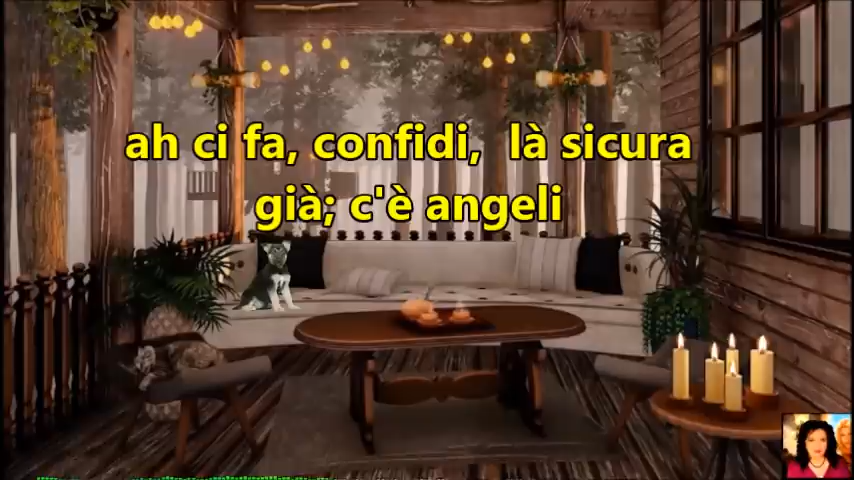 ah ci fa, confidi, là sicura
già; c'è angeli